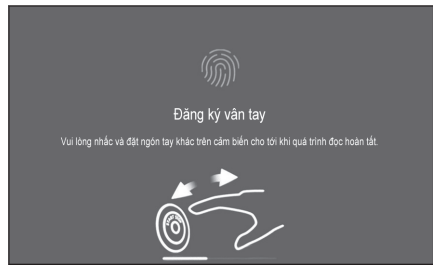 Đăng ký vân tay
Vui lòng nhấc và đặt ngón tay khác trên cảm biến cho tới khi quá trình đọc hoàn tất.